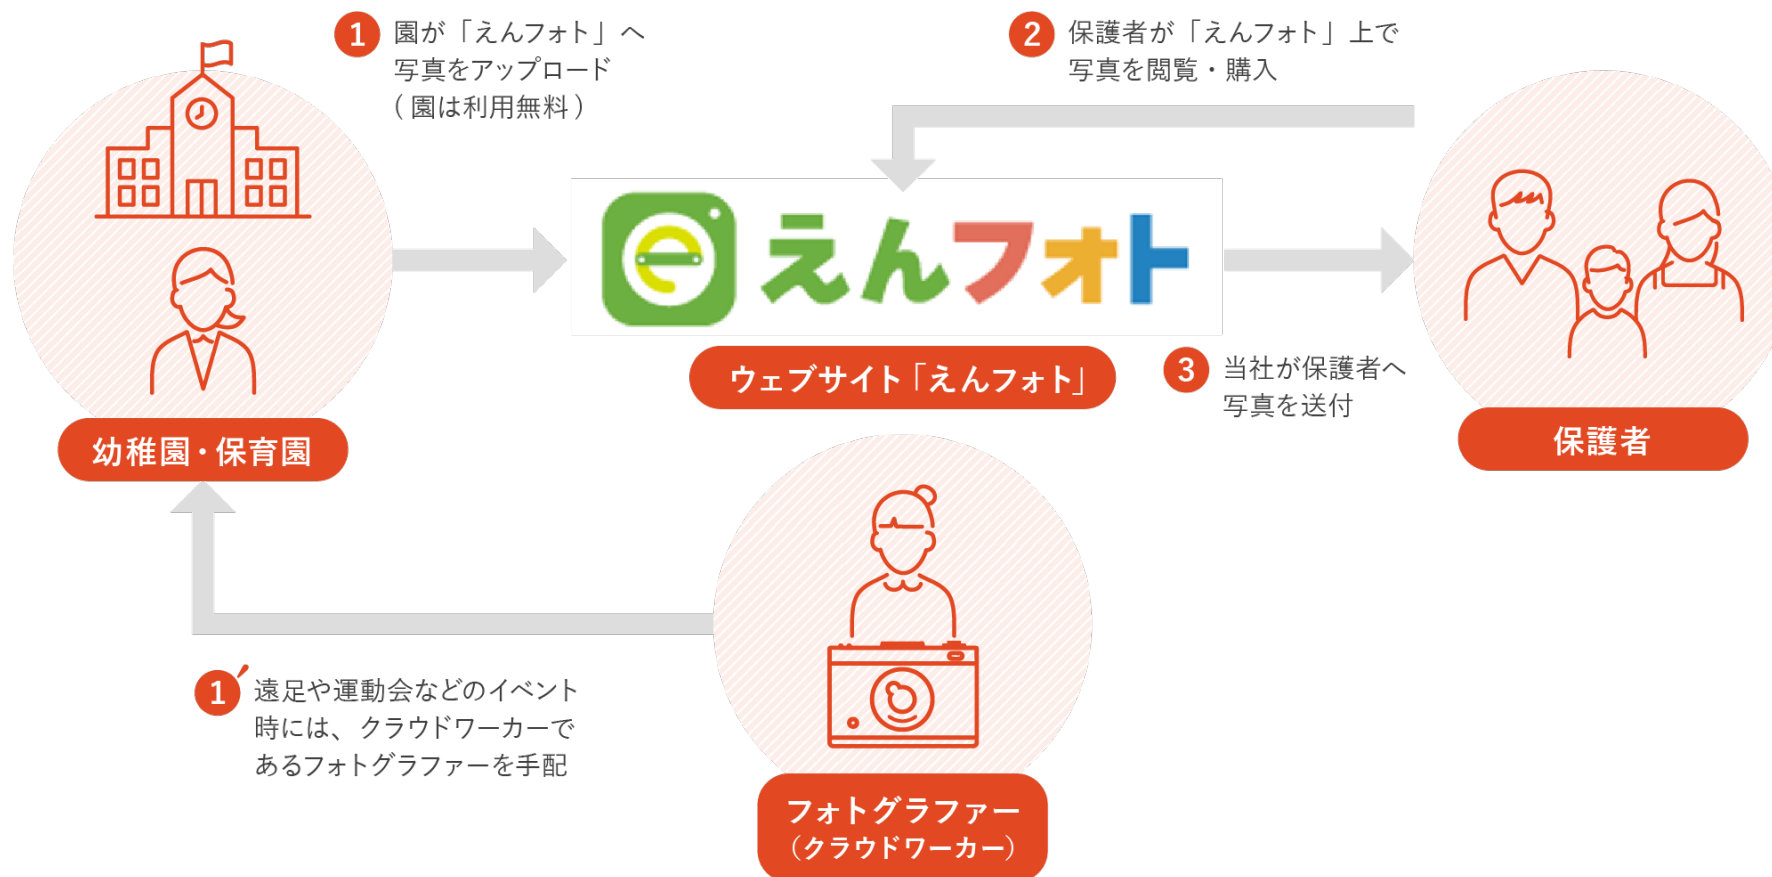 1 園が「えんフォト」へ
写真をアップロード
(園は利用無料)
2 保護者が「えんフォト」上で
写真を閲覧・購入
e えんフォト
ウェブサイト「えんフォト」
3 当社が保護者へ
写真を送付
幼稚園・保育園
保護者
1′ 遠足や運動会などのイベント
時には、クラウドワーカーで
あるフォトグラファーを手配
フォトグラファー
(クラウドワーカー)